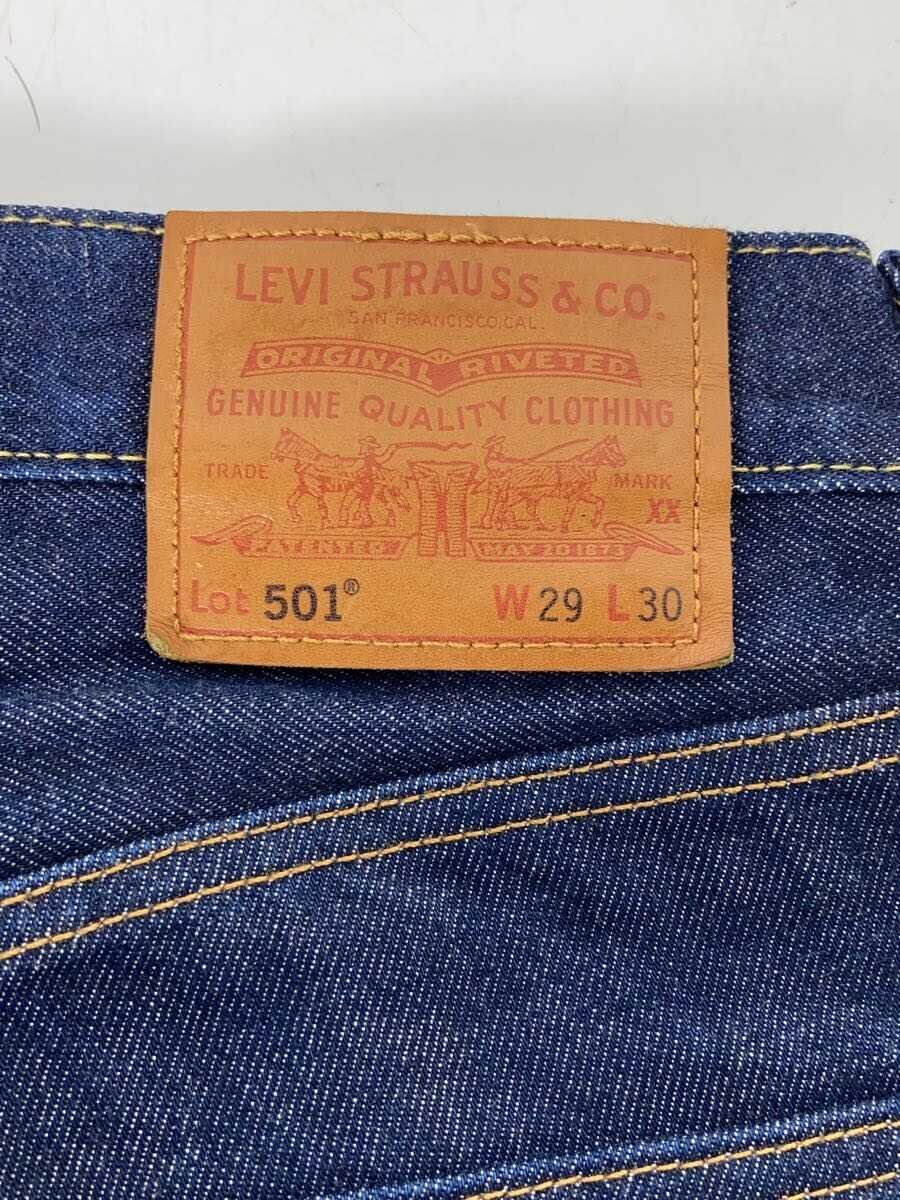 LEVI STRAUSS & CO.
SAN FRANCISCO, CAL.
ORIGINAL RIVETED
GENUINE QUALITY CLOTHING
TRADE MARK
XX
PATENTED MAY 20 1873
Lot 501® W29 L30